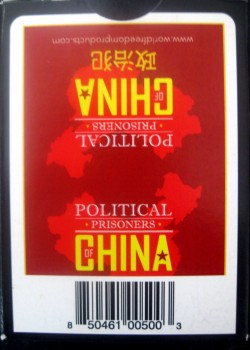 www.worldfreedomproducts.com
政治犯
OF CHINA
PRISONERS
POLITICAL
POLITICAL
PRISONERS
OF CHINA
8 50461 00500 3